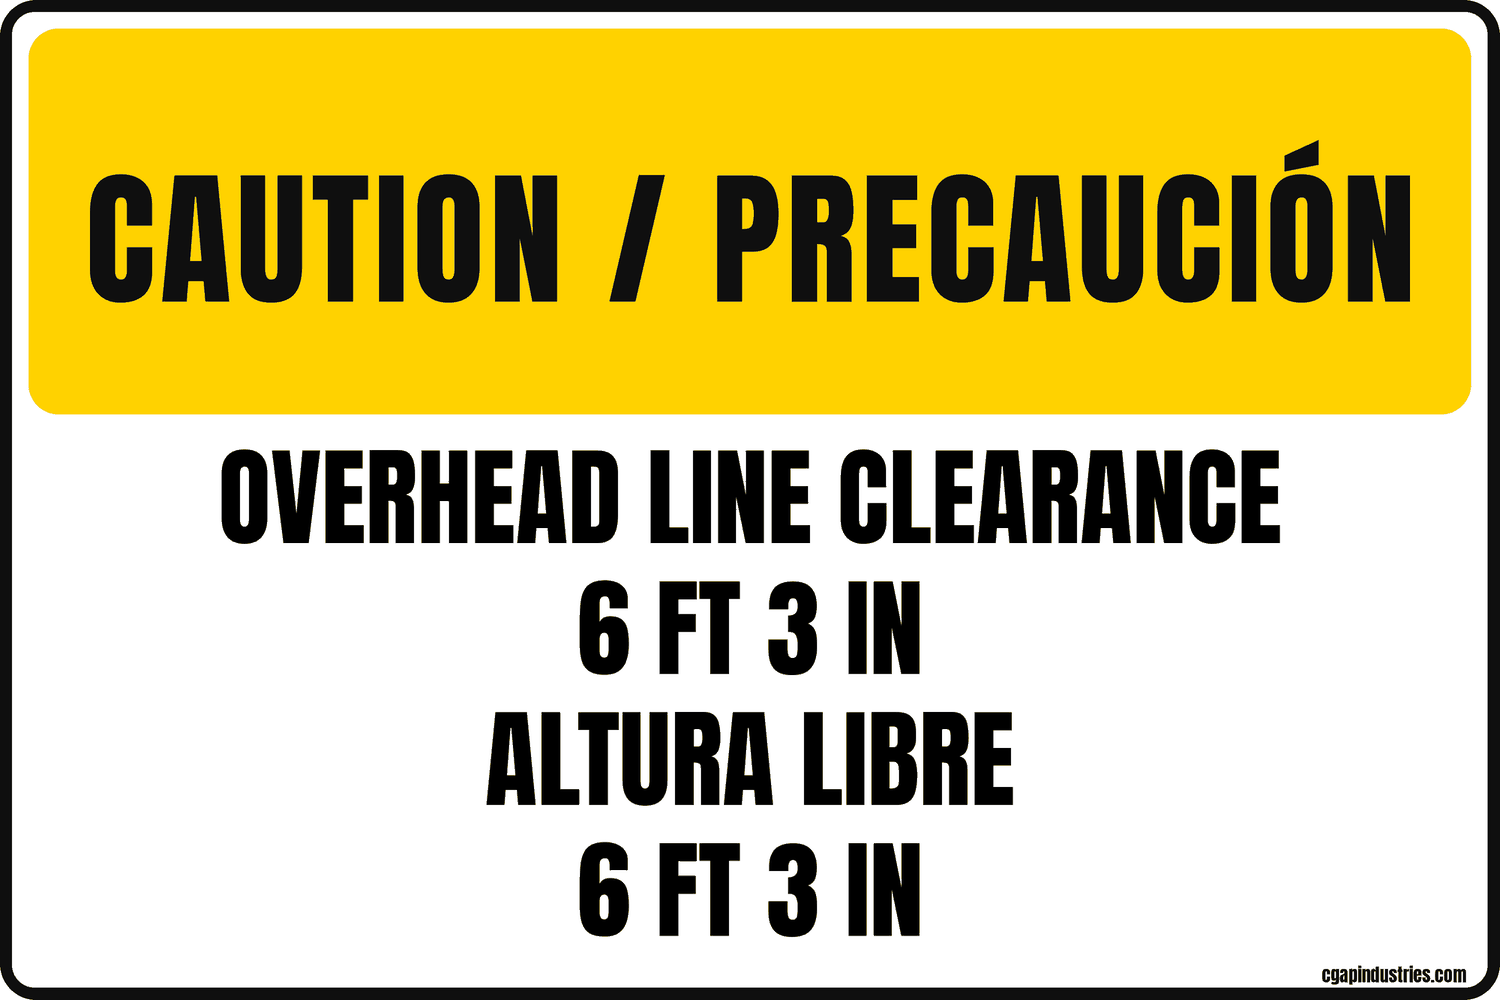 CAUTION / PRECAUCIÓN
OVERHEAD LINE CLEARANCE
6 FT 3 IN
ALTURA LIBRE
6 FT 3 IN
cgapindustries.com